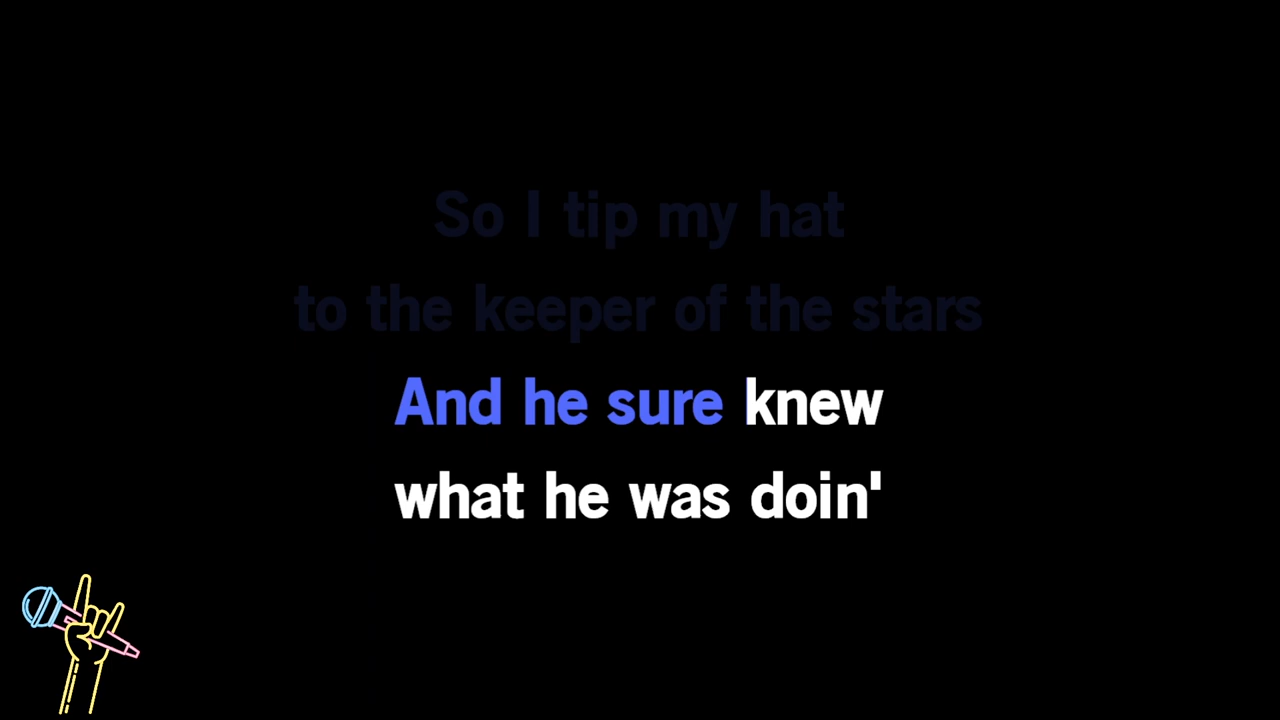 So I tip my hat
to the keeper of the stars
And he sure knew
what he was doin'